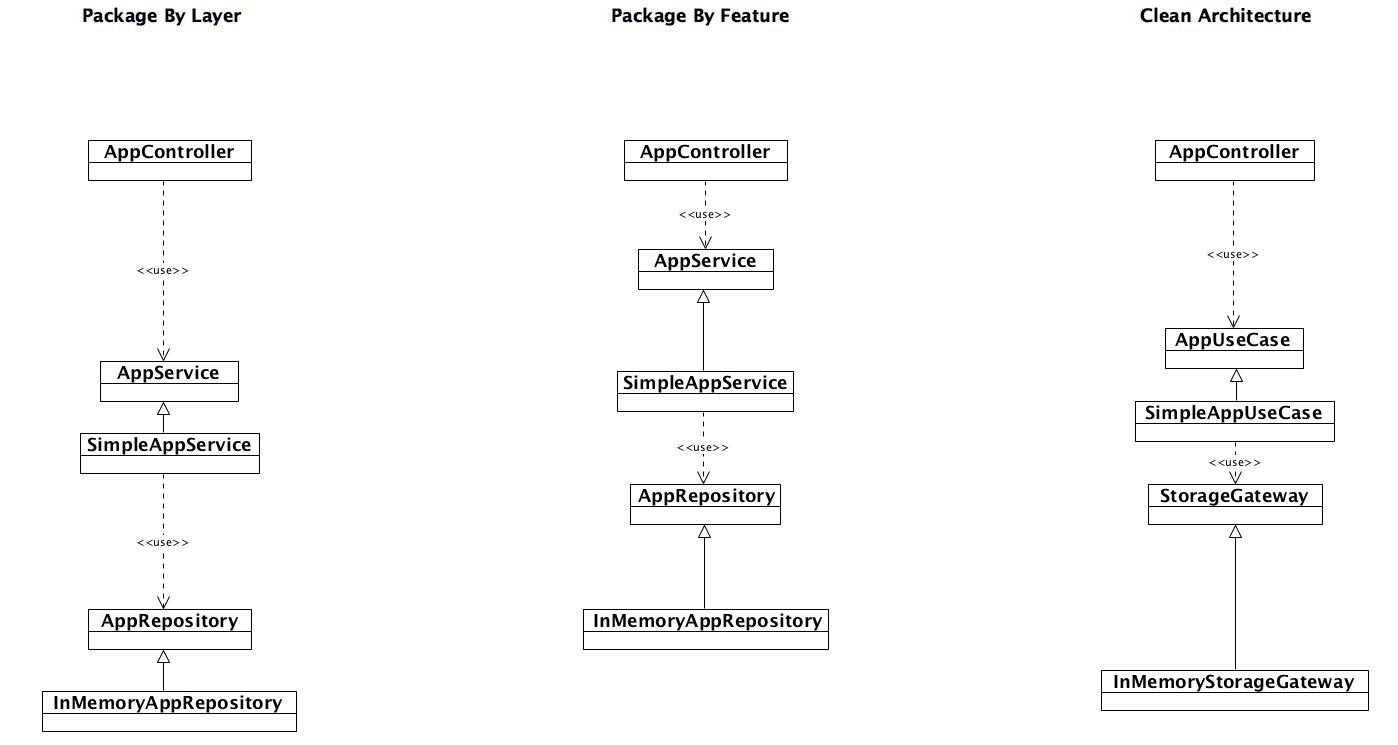 Package By Layer
AppController
<<use>>
AppService
SimpleAppService
<<use>>
AppRepository
InMemoryAppRepository
Package By Feature
AppController
<<use>>
AppService
SimpleAppService
<<use>>
AppRepository
InMemoryAppRepository
Clean Architecture
AppController
<<use>>
AppUseCase
SimpleAppUseCase
<<use>>
StorageGateway
InMemoryStorageGateway